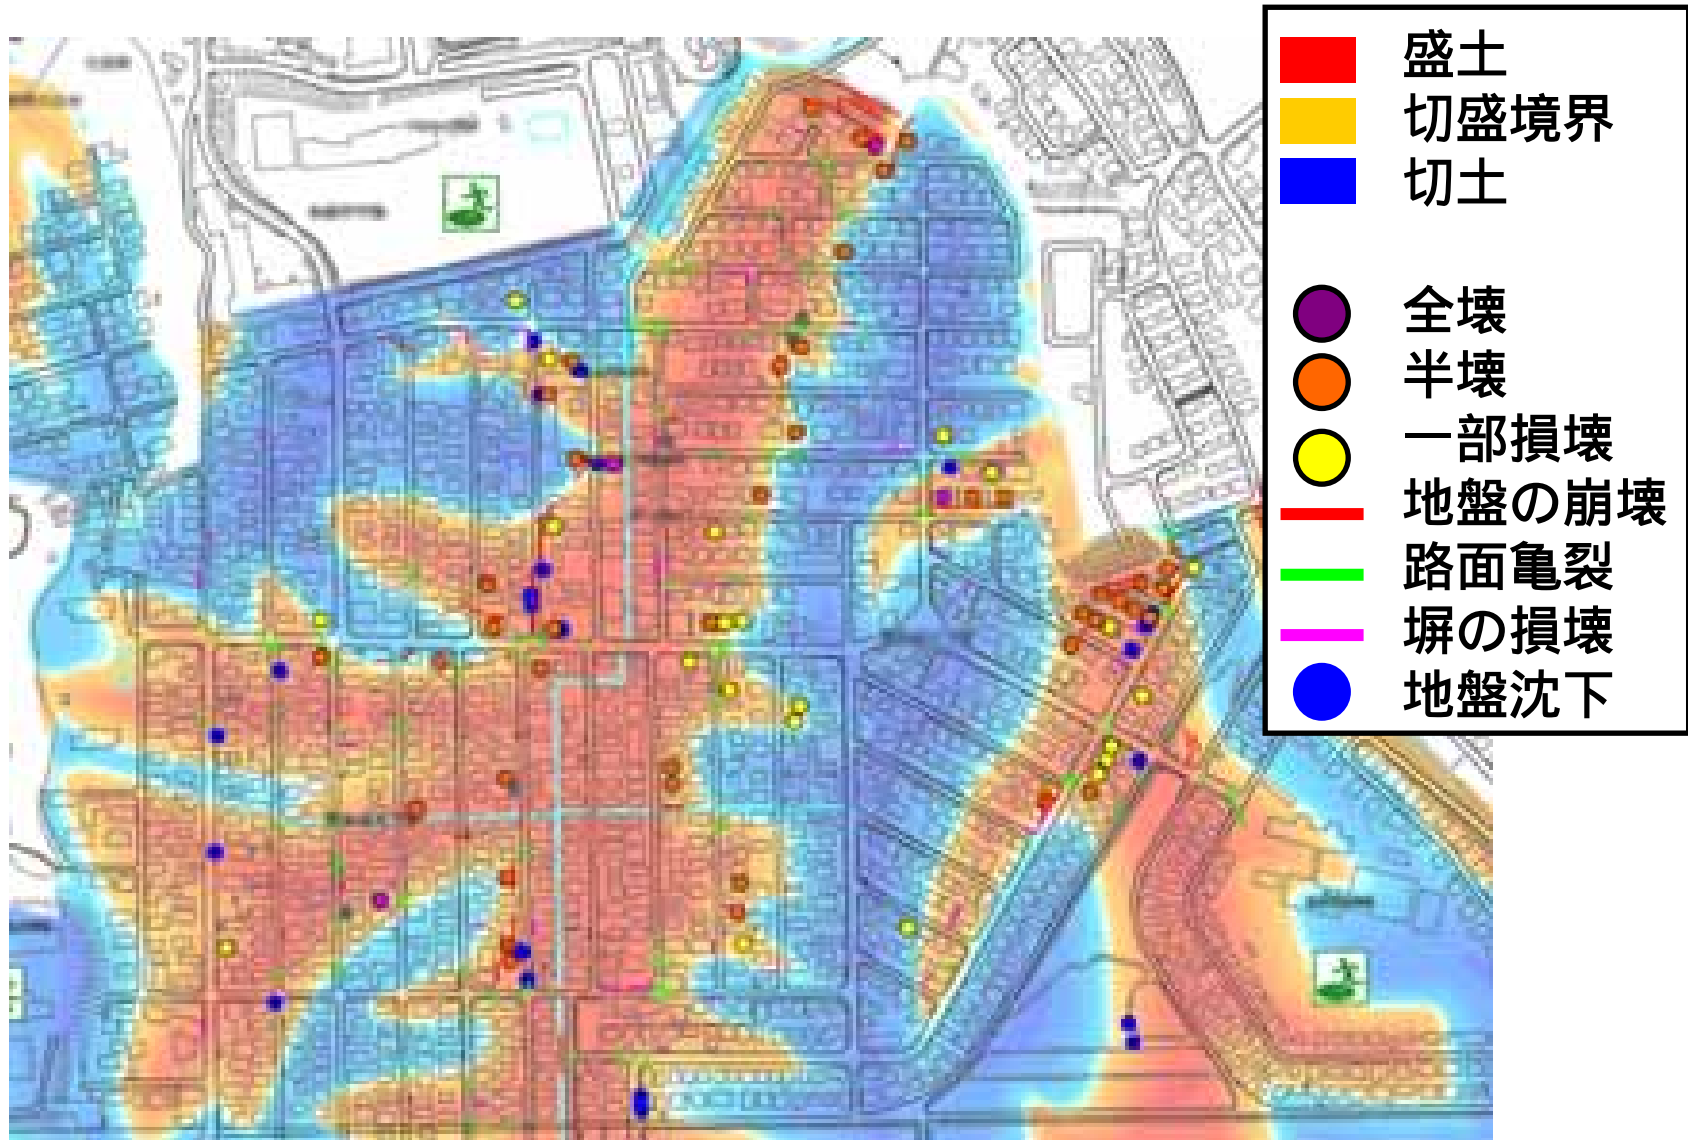 盛土
切盛境界
切土
全壊
半壊
一部損壊
地盤の崩壊
路面亀裂
塀の損壊
地盤沈下